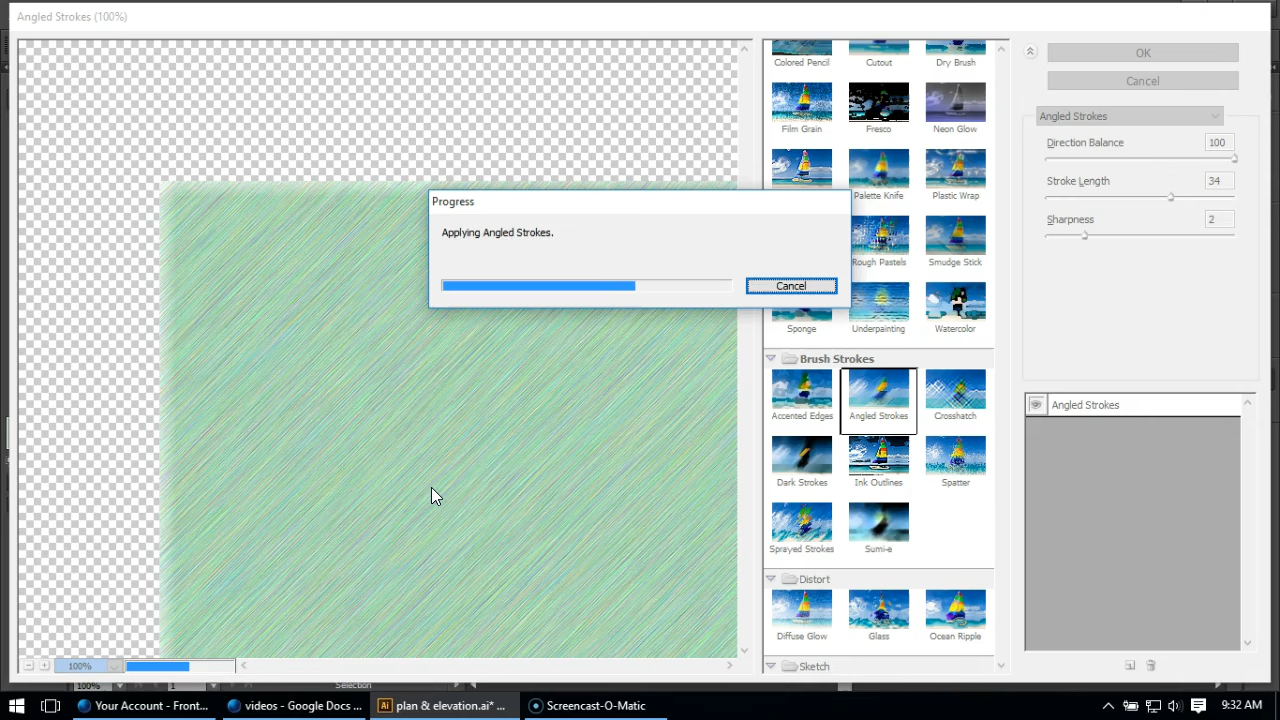 Angled Strokes (100%)
Colored Pencil
Cutout
Dry Brush
OK
Cancel
Angled Strokes
Film Grain
Fresco
Neon Glow
Direction Balance
100
Stroke Length
34
Sharpness
2
Palette Knife
Plastic Wrap
Progress
Applying Angled Strokes.
Cancel
Rough Pastels
Smudge Stick
Sponge
Underpainting
Watercolor
Brush Strokes
Accented Edges
Angled Strokes
Crosshatch
Angled Strokes
Dark Strokes
Ink Outlines
Spatter
Sprayed Strokes
Sumi-e
Distort
Diffuse Glow
Glass
Ocean Ripple
100%
Sketch
100%
1
Selection
Your Account - Front...
videos - Google Docs ...
Ai
plan & elevation.ai* ...
Screencast-O-Matic
9:32 AM